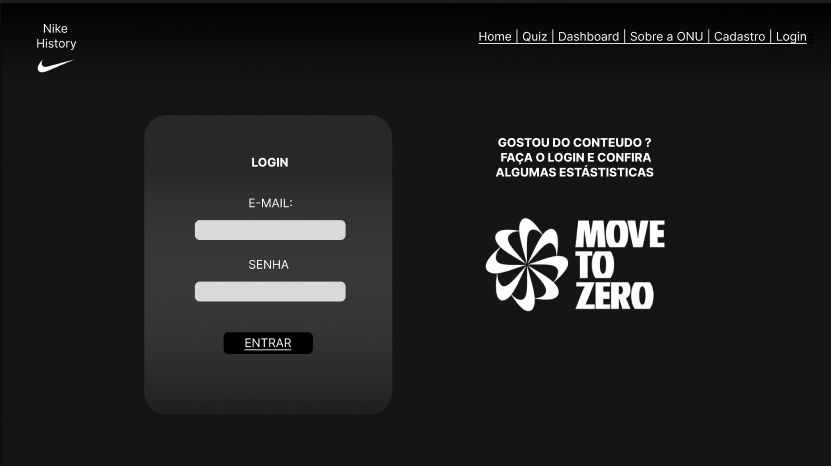 Nike
History
Home | Quiz | Dashboard | Sobre a ONU | Cadastro | Login
LOGIN
E-MAIL:
SENHA
ENTRAR
GOSTOU DO CONTEUDO ?
FAÇA O LOGIN E CONFIRA
ALGUMAS ESTÁSTISTICAS
MOVE
TO
ZERO